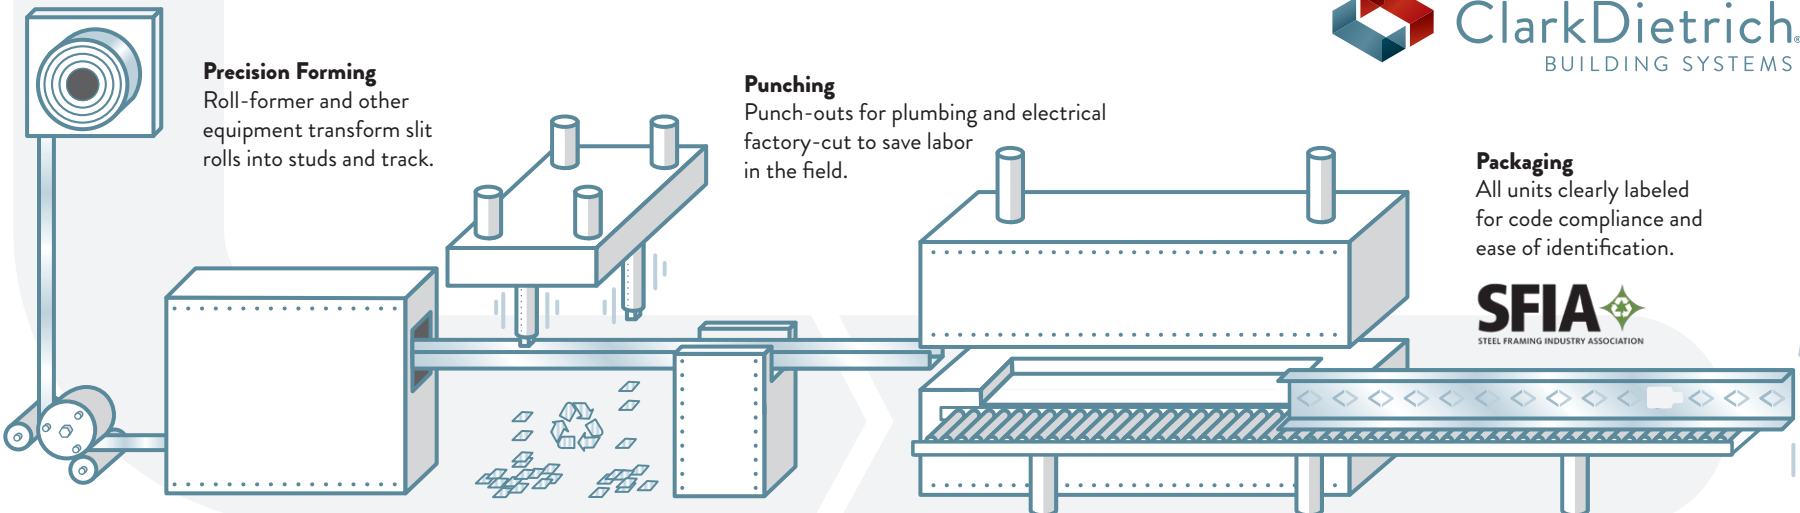 Precision Forming
Roll-former and other
equipment transform slit
rolls into studs and track.
Punching
Punch-outs for plumbing and electrical
factory-cut to save labor
in the field.
ClarkDietrich®
BUILDING SYSTEMS
Packaging
All units clearly labeled
for code compliance and
ease of identification.
SFIA
STEEL FRAMING INDUSTRY ASSOCIATION